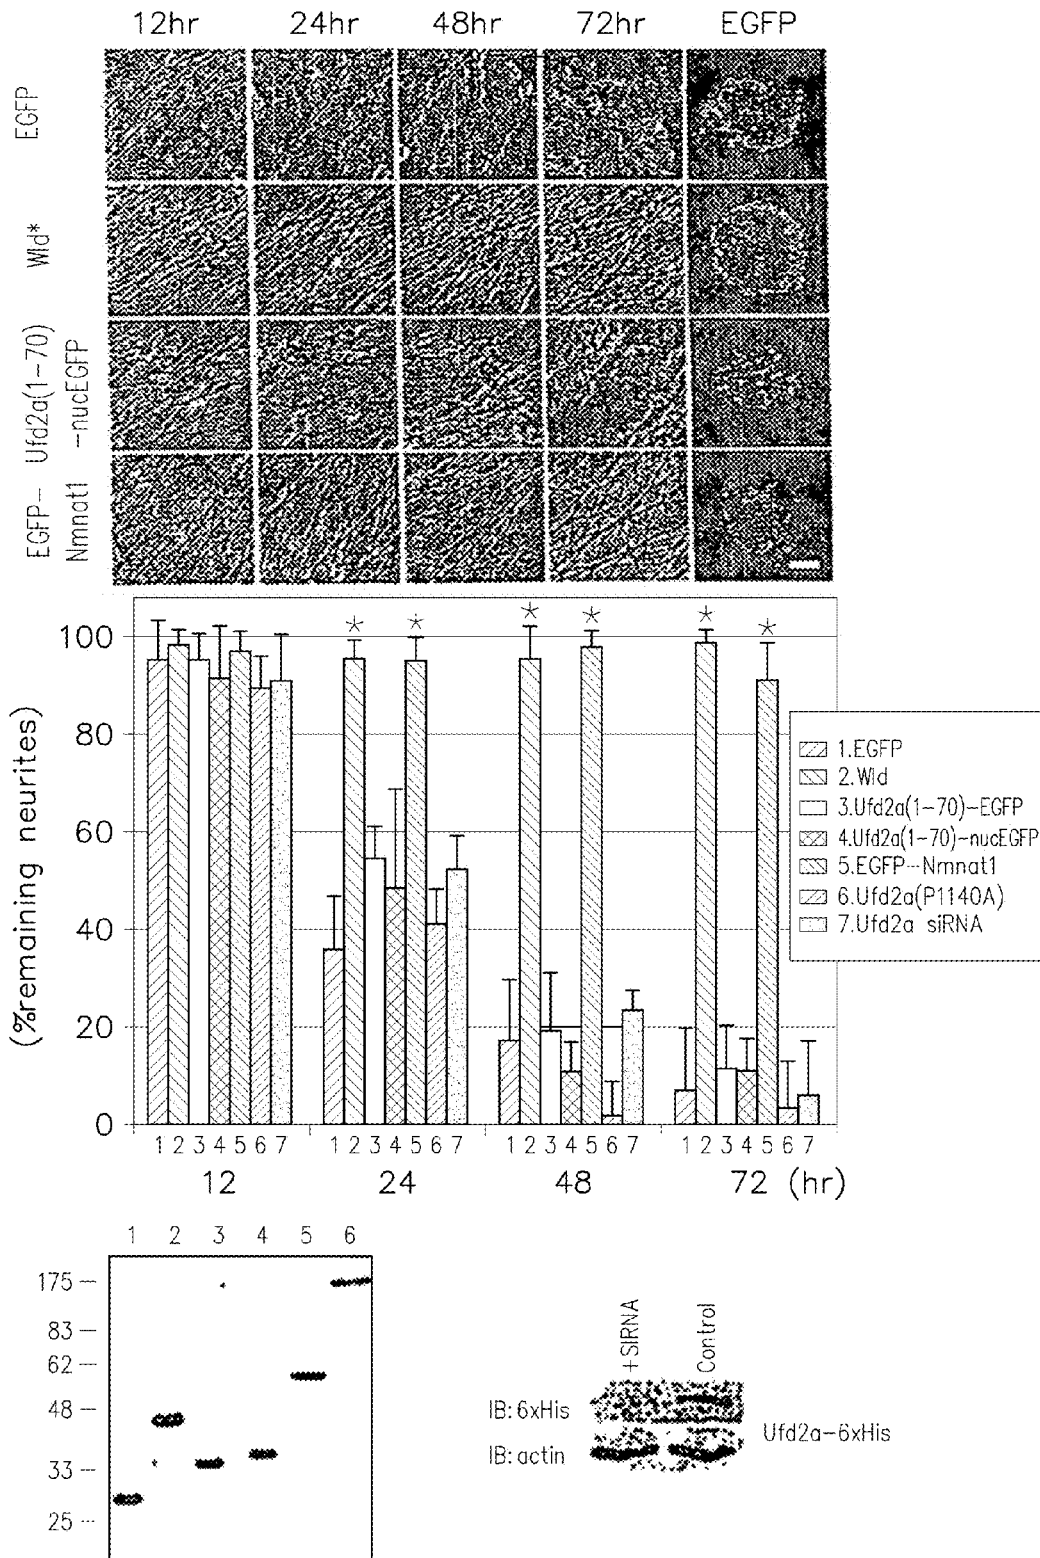 12hr 24hr 48hr 72hr EGFP
EGFP
Wld*
Ufd2a(1-70)
-nucEGFP
EGFP-
Nmnat1
(%remaining neurites)
100
80
60
40
20
0
* * * * * *
1.EGFP
2.Wld
3.Ufd2a(1-70)-EGFP
4.Ufd2a(1-70)-nucEGFP
5.EGFP-Nmnat1
6.Ufd2a(P1140A)
7.Ufd2a siRNA
1 2 3 4 5 6 7 1 2 3 4 5 6 7 1 2 3 4 5 6 7 1 2 3 4 5 6 7
12 24 48 72 (hr)
1 2 3 4 5 6
175
83
62
48
33
25
+SIRNA
Control
IB: 6xHis
Ufd2a-6xHis
IB: actin